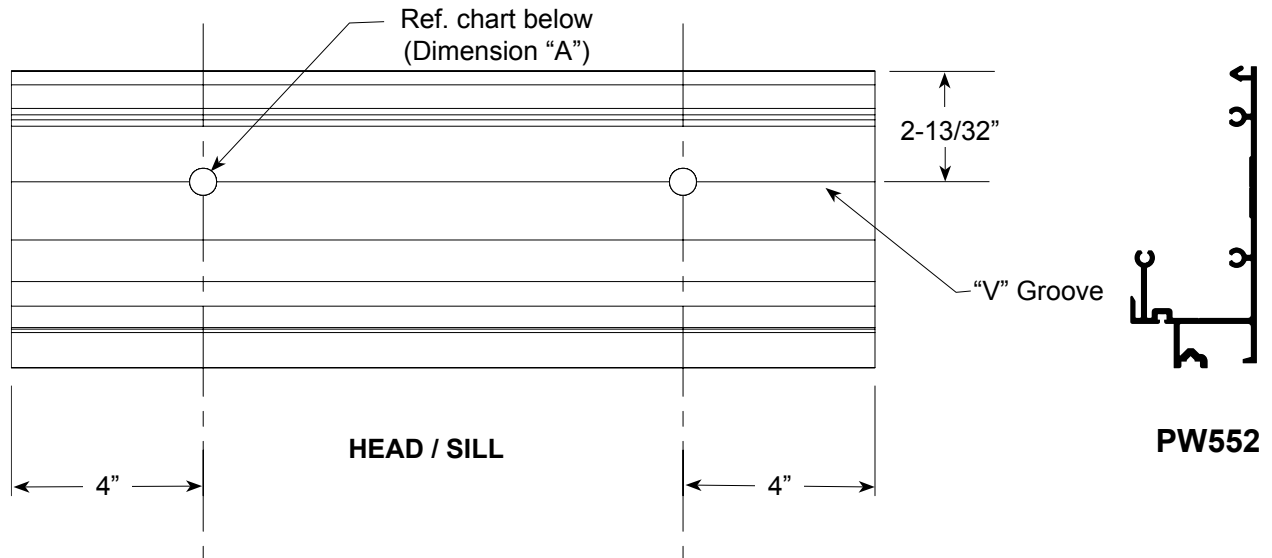 Ref. chart below
(Dimension “A”)
2-13/32”
“V” Groove
HEAD / SILL
PW552
4”
4”